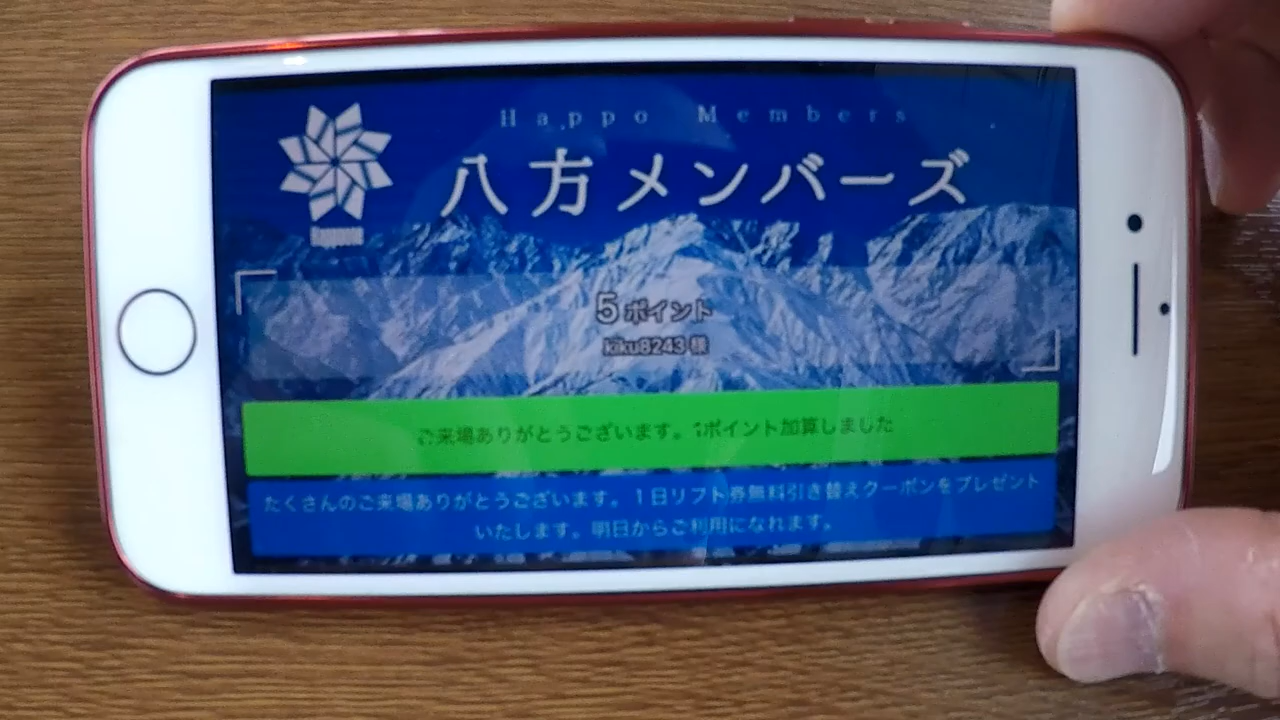 Happo Members
八方メンバーズ
Happo
5 ポイント
kiku8243 様
ご来場ありがとうございます。1ポイント加算しました
たくさんのご来場ありがとうございます。1日リフト券無料引き替えクーポンをプレゼント
いたします。明日からご利用になれます。